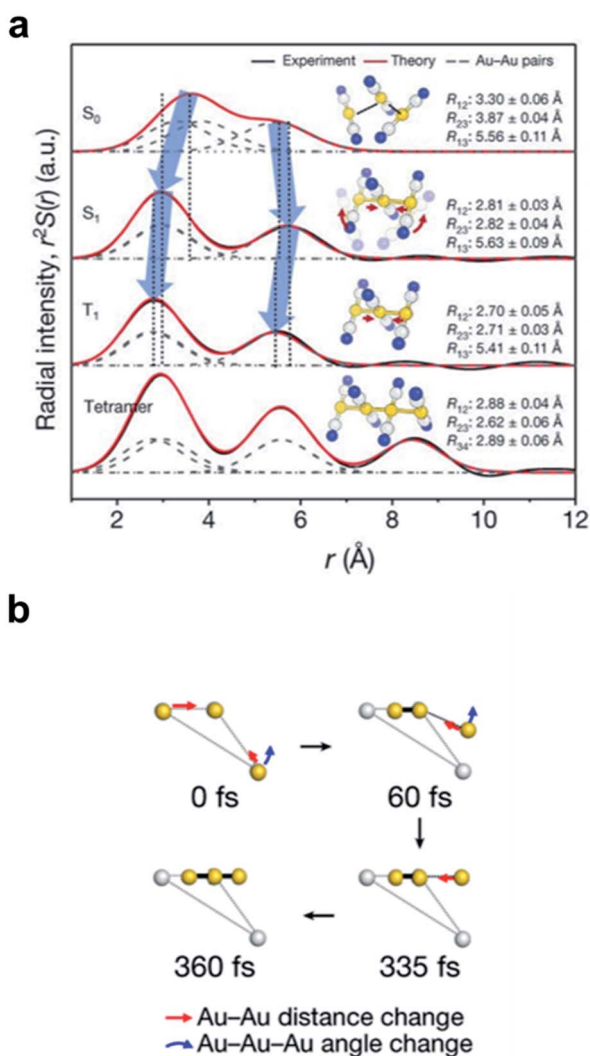 a
Experiment Theory Au–Au pairs
S₀
R₁₂: 3.30 ± 0.06 Å
R₂₃: 3.87 ± 0.04 Å
R₁₃: 5.56 ± 0.11 Å
S₁
R₁₂: 2.81 ± 0.03 Å
R₂₃: 2.82 ± 0.04 Å
R₁₃: 5.63 ± 0.09 Å
T₁
R₁₂: 2.70 ± 0.05 Å
R₂₃: 2.71 ± 0.03 Å
R₁₃: 5.41 ± 0.11 Å
Tetramer
R₁₂: 2.88 ± 0.04 Å
R₂₃: 2.62 ± 0.06 Å
R₃₄: 2.89 ± 0.06 Å
Radial intensity, r²S(r) (a.u.)
2 4 6 8 10 12
r (Å)
b
0 fs 60 fs
360 fs 335 fs
Au–Au distance change
Au–Au–Au angle change